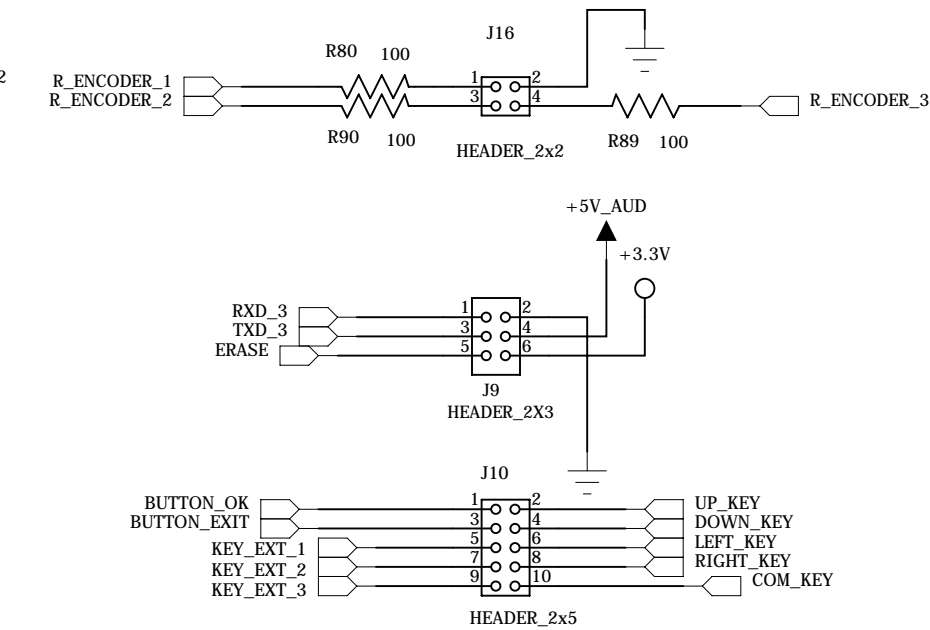 J16
R80 100
2 R_ENCODER_1 1 2
R_ENCODER_2 3 4 R_ENCODER_3
R90 100 R89 100
HEADER_2x2
+5V_AUD
+3.3V
RXD_3 1 2
TXD_3 3 4
ERASE 5 6
J9
HEADER_2X3
J10
BUTTON_OK 1 2 UP_KEY
BUTTON_EXIT 3 4 DOWN_KEY
KEY_EXT_1 5 6 LEFT_KEY
KEY_EXT_2 7 8 RIGHT_KEY
KEY_EXT_3 9 10 COM_KEY
HEADER_2x5